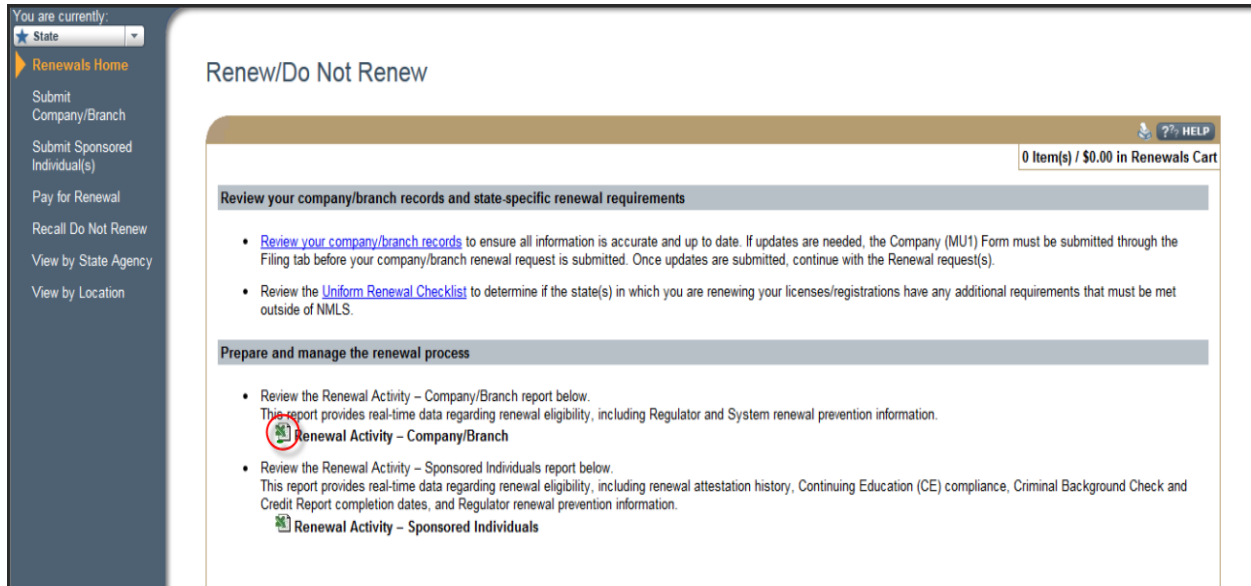 You are currently:
State
Renewals Home
Submit
Company/Branch
Submit Sponsored
Individual(s)
Pay for Renewal
Recall Do Not Renew
View by State Agency
View by Location
Renew/Do Not Renew
HELP
0 Item(s) / $0.00 in Renewals Cart
Review your company/branch records and state-specific renewal requirements
• Review your company/branch records to ensure all information is accurate and up to date. If updates are needed, the Company (MU1) Form must be submitted through the
Filing tab before your company/branch renewal request is submitted. Once updates are submitted, continue with the Renewal request(s).
• Review the Uniform Renewal Checklist to determine if the state(s) in which you are renewing your licenses/registrations have any additional requirements that must be met
outside of NMLS.
Prepare and manage the renewal process
• Review the Renewal Activity – Company/Branch report below.
This report provides real-time data regarding renewal eligibility, including Regulator and System renewal prevention information.
Renewal Activity – Company/Branch
• Review the Renewal Activity – Sponsored Individuals report below.
This report provides real-time data regarding renewal eligibility, including renewal attestation history, Continuing Education (CE) compliance, Criminal Background Check and
Credit Report completion dates, and Regulator renewal prevention information.
Renewal Activity – Sponsored Individuals